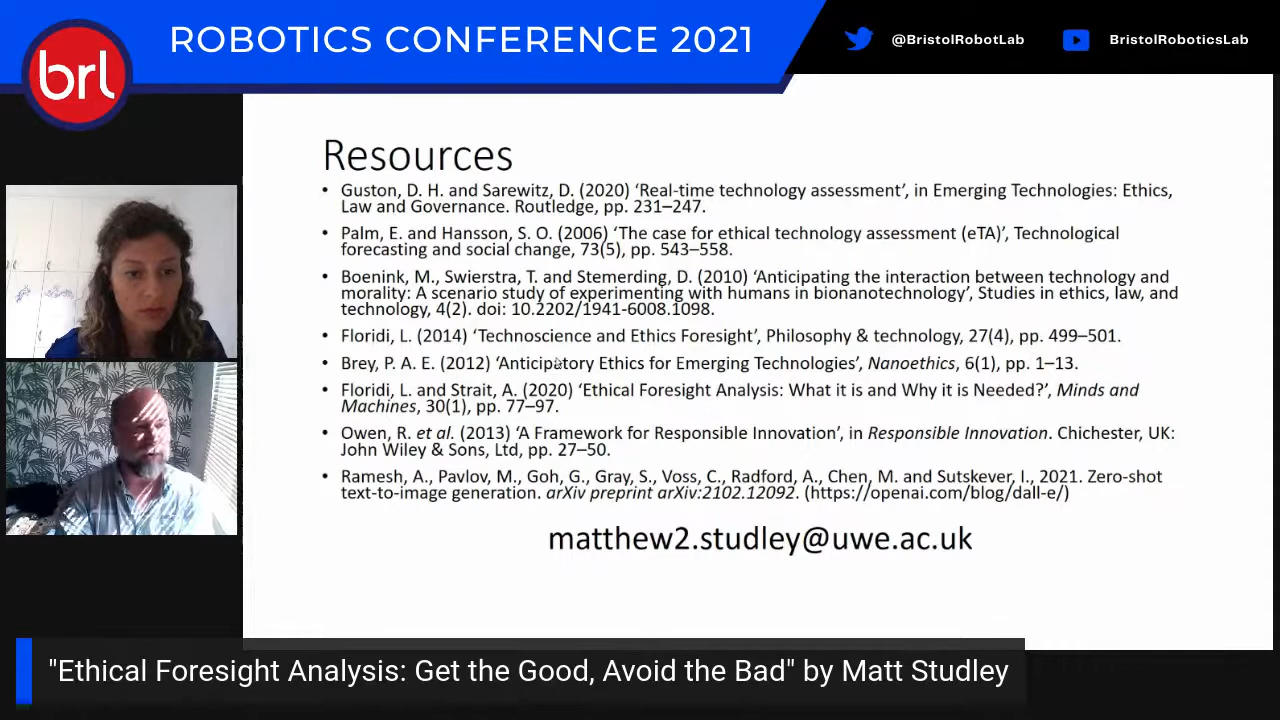 brl
ROBOTICS CONFERENCE 2021
@BristolRobotLab
BristolRoboticsLab
Resources
• Guston, D. H. and Sarewitz, D. (2020) ‘Real-time technology assessment’, in Emerging Technologies: Ethics,
Law and Governance. Routledge, pp. 231–247.
• Palm, E. and Hansson, S. O. (2006) ‘The case for ethical technology assessment (eTA)’, Technological
forecasting and social change, 73(5), pp. 543–558.
• Boenink, M., Swierstra, T. and Stemerding, D. (2010) ‘Anticipating the interaction between technology and
morality: A scenario study of experimenting with humans in bionanotechnology’, Studies in ethics, law, and
technology, 4(2). doi: 10.2202/1941-6008.1098.
• Floridi, L. (2014) ‘Technoscience and Ethics Foresight’, Philosophy & technology, 27(4), pp. 499–501.
• Brey, P. A. E. (2012) ‘Anticipatory Ethics for Emerging Technologies’, Nanoethics, 6(1), pp. 1–13.
• Floridi, L. and Strait, A. (2020) ‘Ethical Foresight Analysis: What it is and Why it is Needed?’, Minds and
Machines, 30(1), pp. 77–97.
• Owen, R. et al. (2013) ‘A Framework for Responsible Innovation’, in Responsible Innovation. Chichester, UK:
John Wiley & Sons, Ltd, pp. 27–50.
• Ramesh, A., Pavlov, M., Goh, G., Gray, S., Voss, C., Radford, A., Chen, M. and Sutskever, I., 2021. Zero-shot
text-to-image generation. arXiv preprint arXiv:2102.12092. (https://openai.com/blog/dall-e/)
matthew2.studley@uwe.ac.uk
"Ethical Foresight Analysis: Get the Good, Avoid the Bad" by Matt Studley